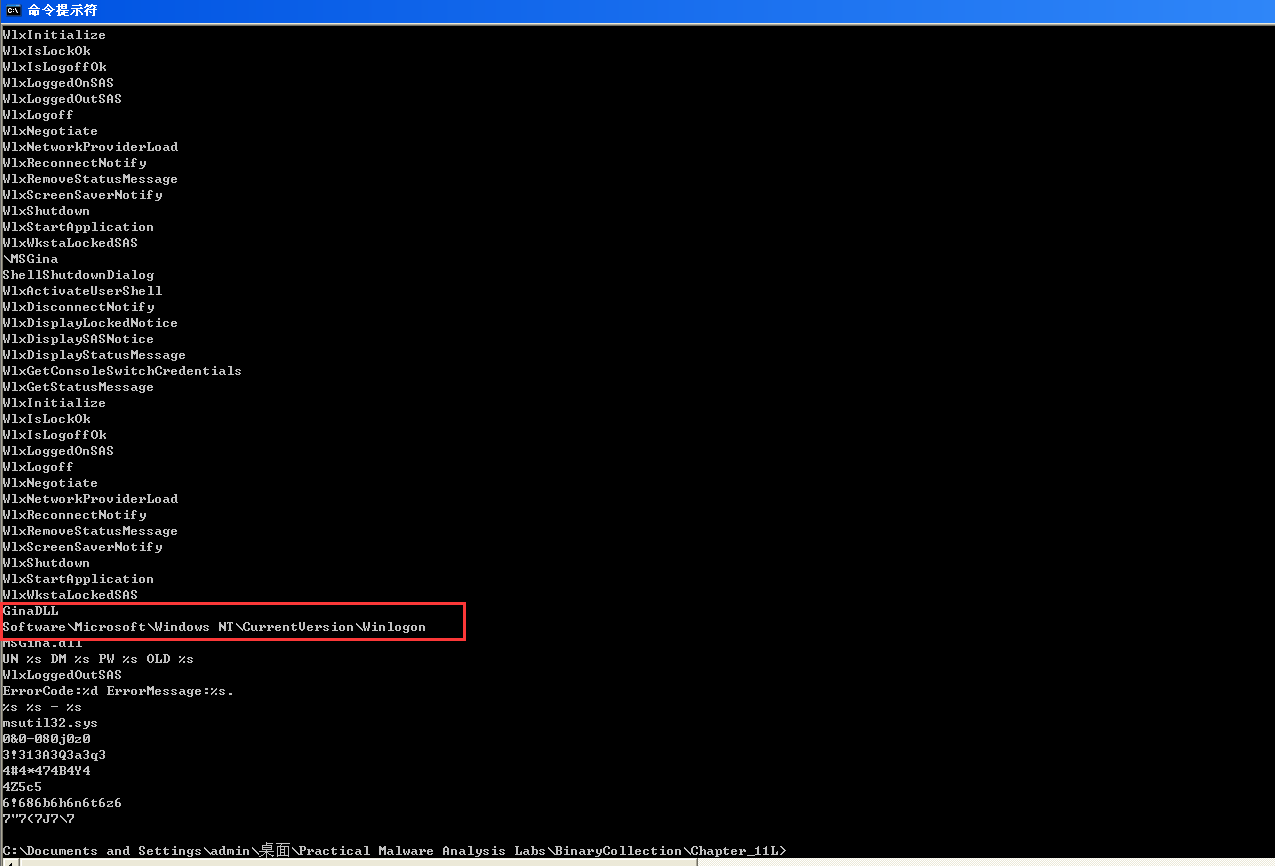 命令提示符
WlxInitialize
WlxIsLockOk
WlxIsLogoffOk
WlxLoggedOnSAS
WlxLoggedOutSAS
WlxLogoff
WlxNegotiate
WlxNetworkProviderLoad
WlxReconnectNotify
WlxRemoveStatusMessage
WlxScreenSaverNotify
WlxShutdown
WlxStartApplication
WlxWkstaLockedSAS
\MSGina
ShellShutdownDialog
WlxActivateUserShell
WlxDisconnectNotify
WlxDisplayLockedNotice
WlxDisplaySASNotice
WlxDisplayStatusMessage
WlxGetConsoleSwitchCredentials
WlxGetStatusMessage
WlxInitialize
WlxIsLockOk
WlxIsLogoffOk
WlxLoggedOnSAS
WlxLogoff
WlxNegotiate
WlxNetworkProviderLoad
WlxReconnectNotify
WlxRemoveStatusMessage
WlxScreenSaverNotify
WlxShutdown
WlxStartApplication
WlxWkstaLockedSAS
GinaDLL
Software\Microsoft\Windows NT\CurrentVersion\Winlogon
MSGina.dll
UN %s DM %s PW %s OLD %s
WlxLoggedOutSAS
ErrorCode:%d ErrorMessage:%s.
%s %s - %s
msutil32.sys
0&0-080j0z0
3!313A3Q3a3q3
4#4*474B4Y4
4Z5c5
6!686b6h6n6t6z6
7"7(7J7\7
C:\Documents and Settings\admin\桌面\Practical Malware Analysis Labs\BinaryCollection\Chapter_11L>